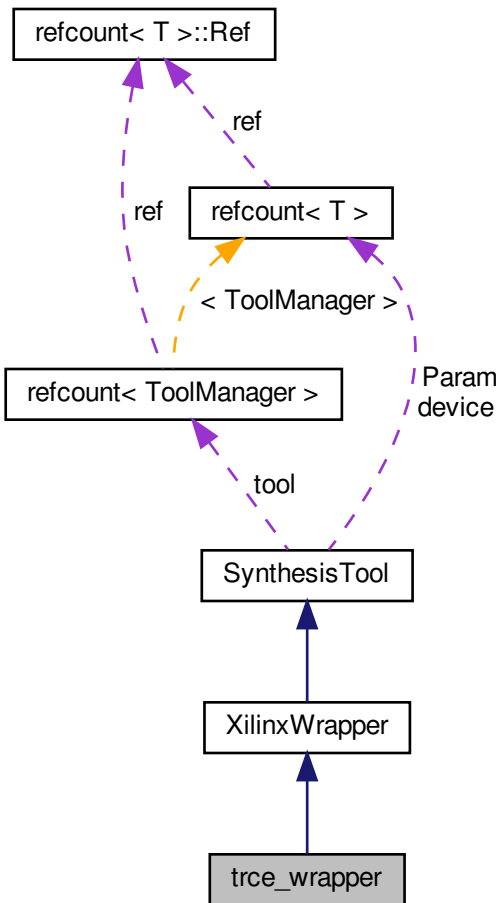 refcount< T >::Ref
ref
ref
refcount< T >
< ToolManager >
refcount< ToolManager >
Param
device
tool
SynthesisTool
XilinxWrapper
trce_wrapper